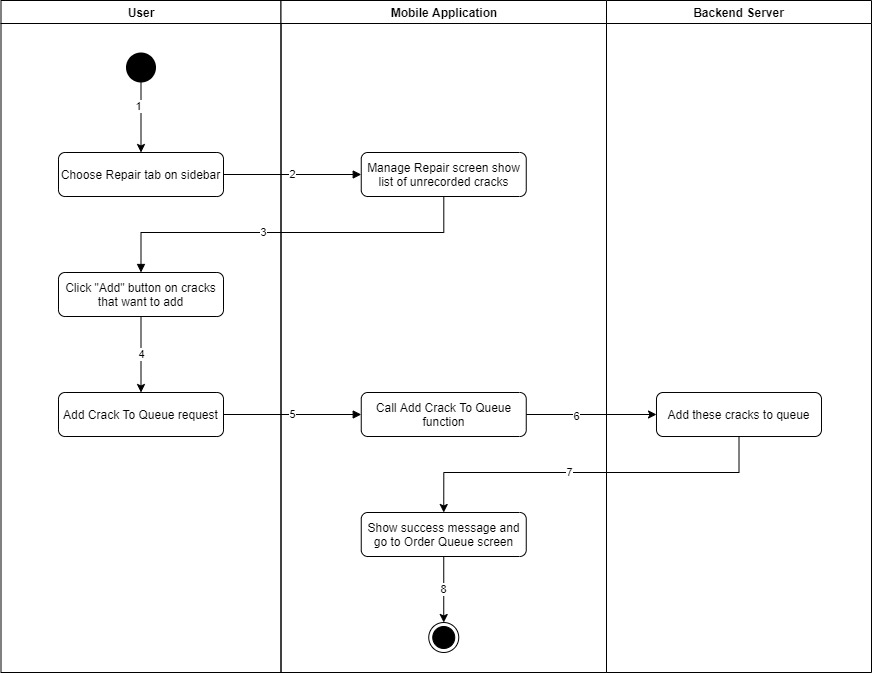 User
Mobile Application
Backend Server
1
Choose Repair tab on sidebar
2
Manage Repair screen show
list of unrecorded cracks
3
Click "Add" button on cracks
that want to add
4
Add Crack To Queue request
5
Call Add Crack To Queue
function
6
Add these cracks to queue
7
Show success message and
go to Order Queue screen
8